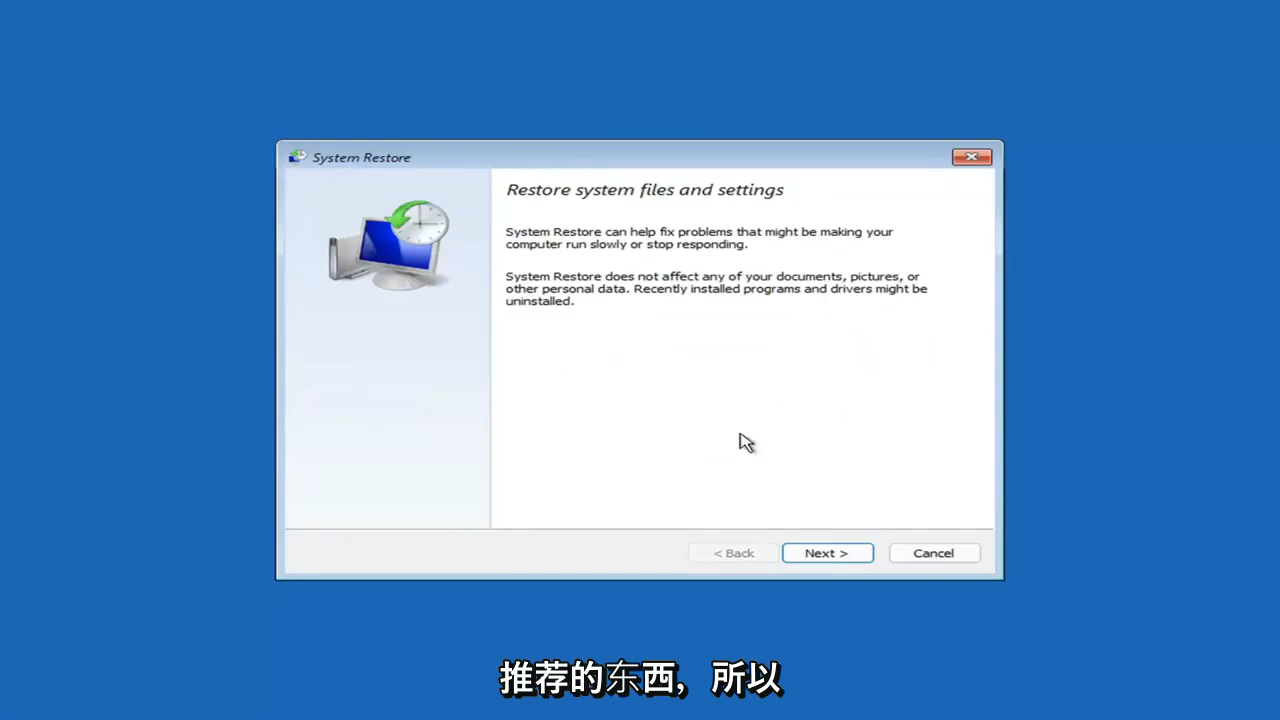 System Restore
Restore system files and settings
System Restore can help fix problems that might be making your
computer run slowly or stop responding.
System Restore does not affect any of your documents, pictures, or
other personal data. Recently installed programs and drivers might be
uninstalled.
< Back
Next >
Cancel
推荐的东西，所以